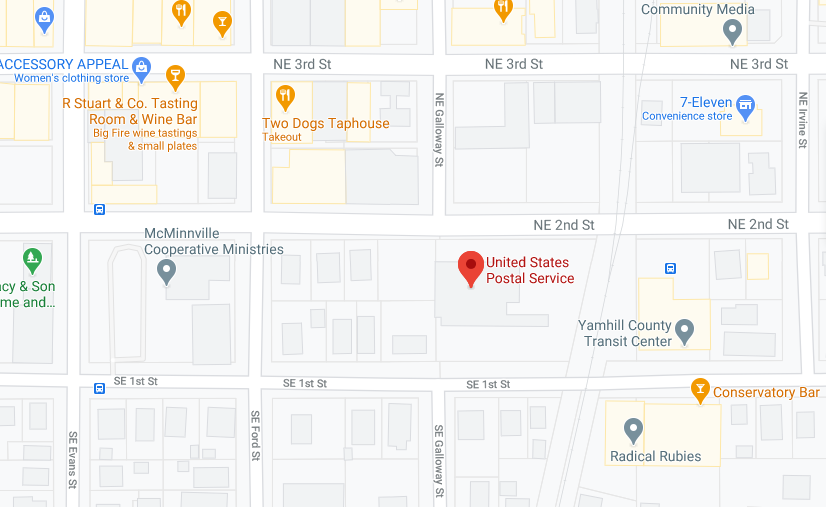 Community Media
NE 3rd St
NE 3rd St
NE 3rd St
ACCESSORY APPEAL
Women's clothing store
R Stuart & Co. Tasting
Room & Wine Bar
Big Fire wine tastings
& small plates
Two Dogs Taphouse
Takeout
NE Galloway St
7-Eleven
Convenience store
NE Irvine St
NE 2nd St
NE 2nd St
McMinnville
Cooperative Ministries
United States
Postal Service
acy & Son
me and...
Yamhill County
Transit Center
SE 1st St
SE 1st St
SE 1st St
Conservatory Bar
SE Evans St
SE Ford St
SE Galloway St
Radical Rubies